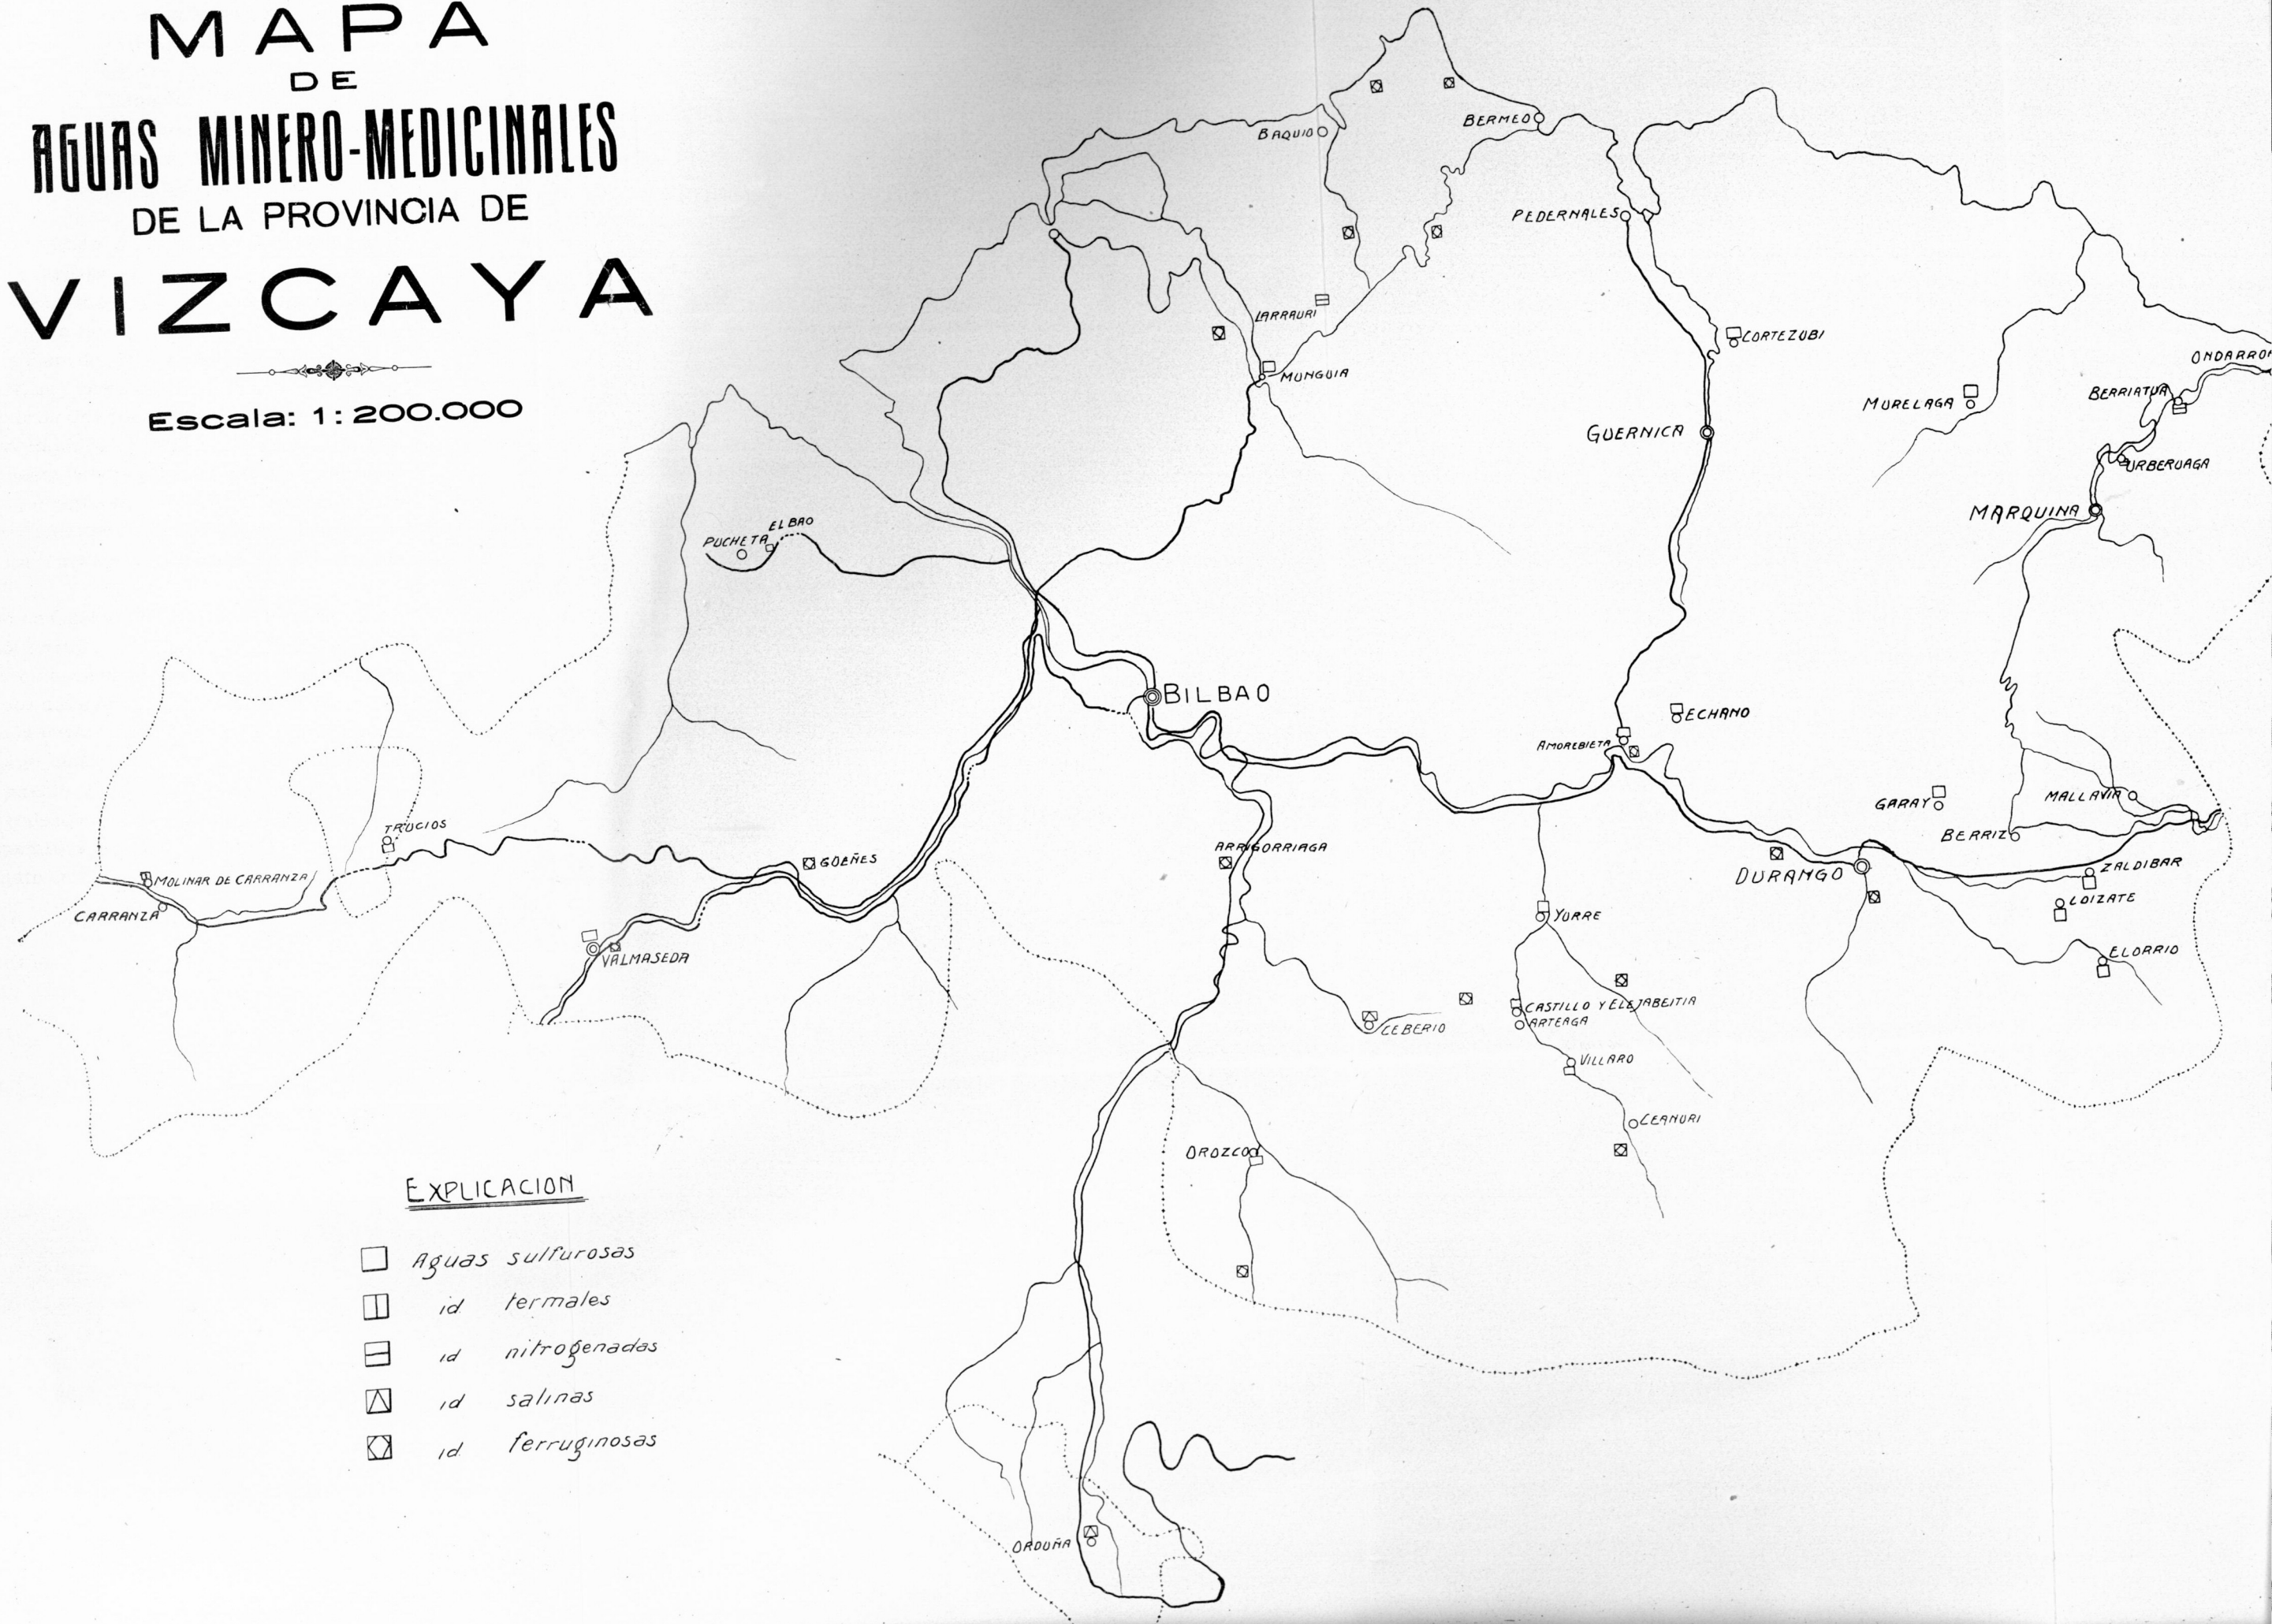 MAPA
DE
AGUAS MINERO-MEDICINALES
DE LA PROVINCIA DE
VIZCAYA
Escala: 1:200.000
BAQUIO
BERMEO
PEDERNALES
LARRAURI
MUNGUIA
CORTEZUBI
ONDARROA
BERRIATUA
MURELAGA
GUERNICA
URBERUAGA
MARQUINA
EL BAO
PUCHETA
BILBAO
ECHANO
AMOREBIETA
GARAY
MALLAVIA
BERRIZ
TRUCIOS
GÜEÑES
ARRIGORRIAGA
DURANGO
ZALDIBAR
MOLINAR DE CARRANZA
CARRANZA
LOIZATE
YURRE
VALMASEDA
ELORRIO
CASTILLO Y ELEJABEITIA
ARTEAGA
CEBERIO
VILLARO
CEANURI
OROZCO
ORDUÑA
EXPLICACION
Aguas sulfurosas
id termales
id nitrogenadas
id salinas
id ferruginosas